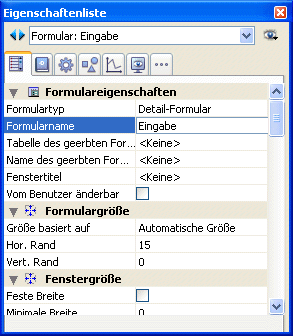 Eigenschaftenliste
Formular: Eingabe
Formulareigenschaften
Formulartyp Detail-Formular
Formularname Eingabe
Tabelle des geerbten For... <Keine>
Name des geerbten Form... <Keine>
Fenstertitel <Keine>
Vom Benutzer änderbar
Formulargröße
Größe basiert auf Automatische Größe
Hor. Rand 15
Vert. Rand 0
Fenstergröße
Feste Breite
Minimale Breite 0